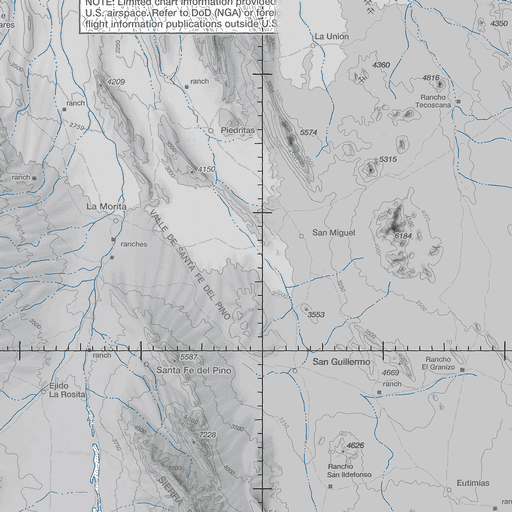 NOTE: Limited chart information provided
U.S. airspace. Refer to DoD (NGA) or
flight information publications outside U.S
La Union
4350
4360
4816
4209
ranch
Rancho
Tecoscana
ranch
2759
Piedritas
5574
5315
4150
ranch
La Morita
San Miguel
6184
ranches
VALLE DE SANTA FE DEL PINO
3553
5587
ranch
Santa Fe del Pino
San Guillermo
Rancho
El Granizo
4669
ranch
Ejido
La Rosita
7228
4626
Rancho
San Ildefonso
SIERRA
Eutimias
ranch